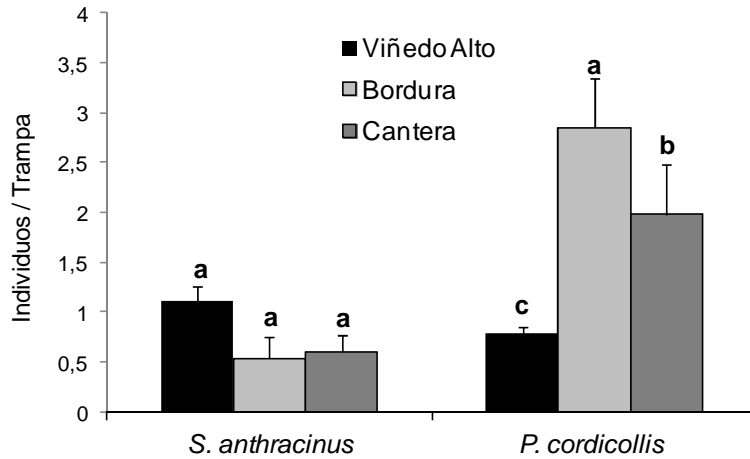 Individuos / Trampa
4
3,5
3
2,5
2
1,5
1
0,5
0
Viñedo Alto
Bordura
Cantera
a
a
a
c
a
b
S. anthracinus
P. cordicollis